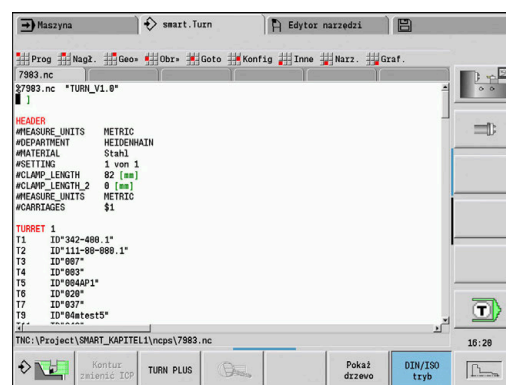 Maszyna smart.Turn Edytor narzędzi
Prog Nagł. Geo» Obr» Goto Konfig Inne Narz. Graf.
7983.nc
%7983.nc "TURN_V1.0"
[ ]
HEADER
#MEASURE_UNITS METRIC
#DEPARTMENT HEIDENHAIN
#MATERIAL Stahl
#SETTING 1 von 1
#CLAMP_LENGTH 82 [mm]
#CLAMP_LENGTH_2 0 [mm]
#MEASURE_UNITS METRIC
#CARRIAGES $1
TURRET 1
T1 ID"342-400.1"
T2 ID"111-80-080.1"
T3 ID"007"
T4 ID"003"
T5 ID"004AP1"
T6 ID"020"
T7 ID"037"
T9 ID"04mtest5"
TNC:\Project\SMART_KAPITEL1\ncps\7983.nc
16:20
Kontur zmienić ICP
TURN PLUS
Pokaż drzewo
DIN/ISO tryb
T